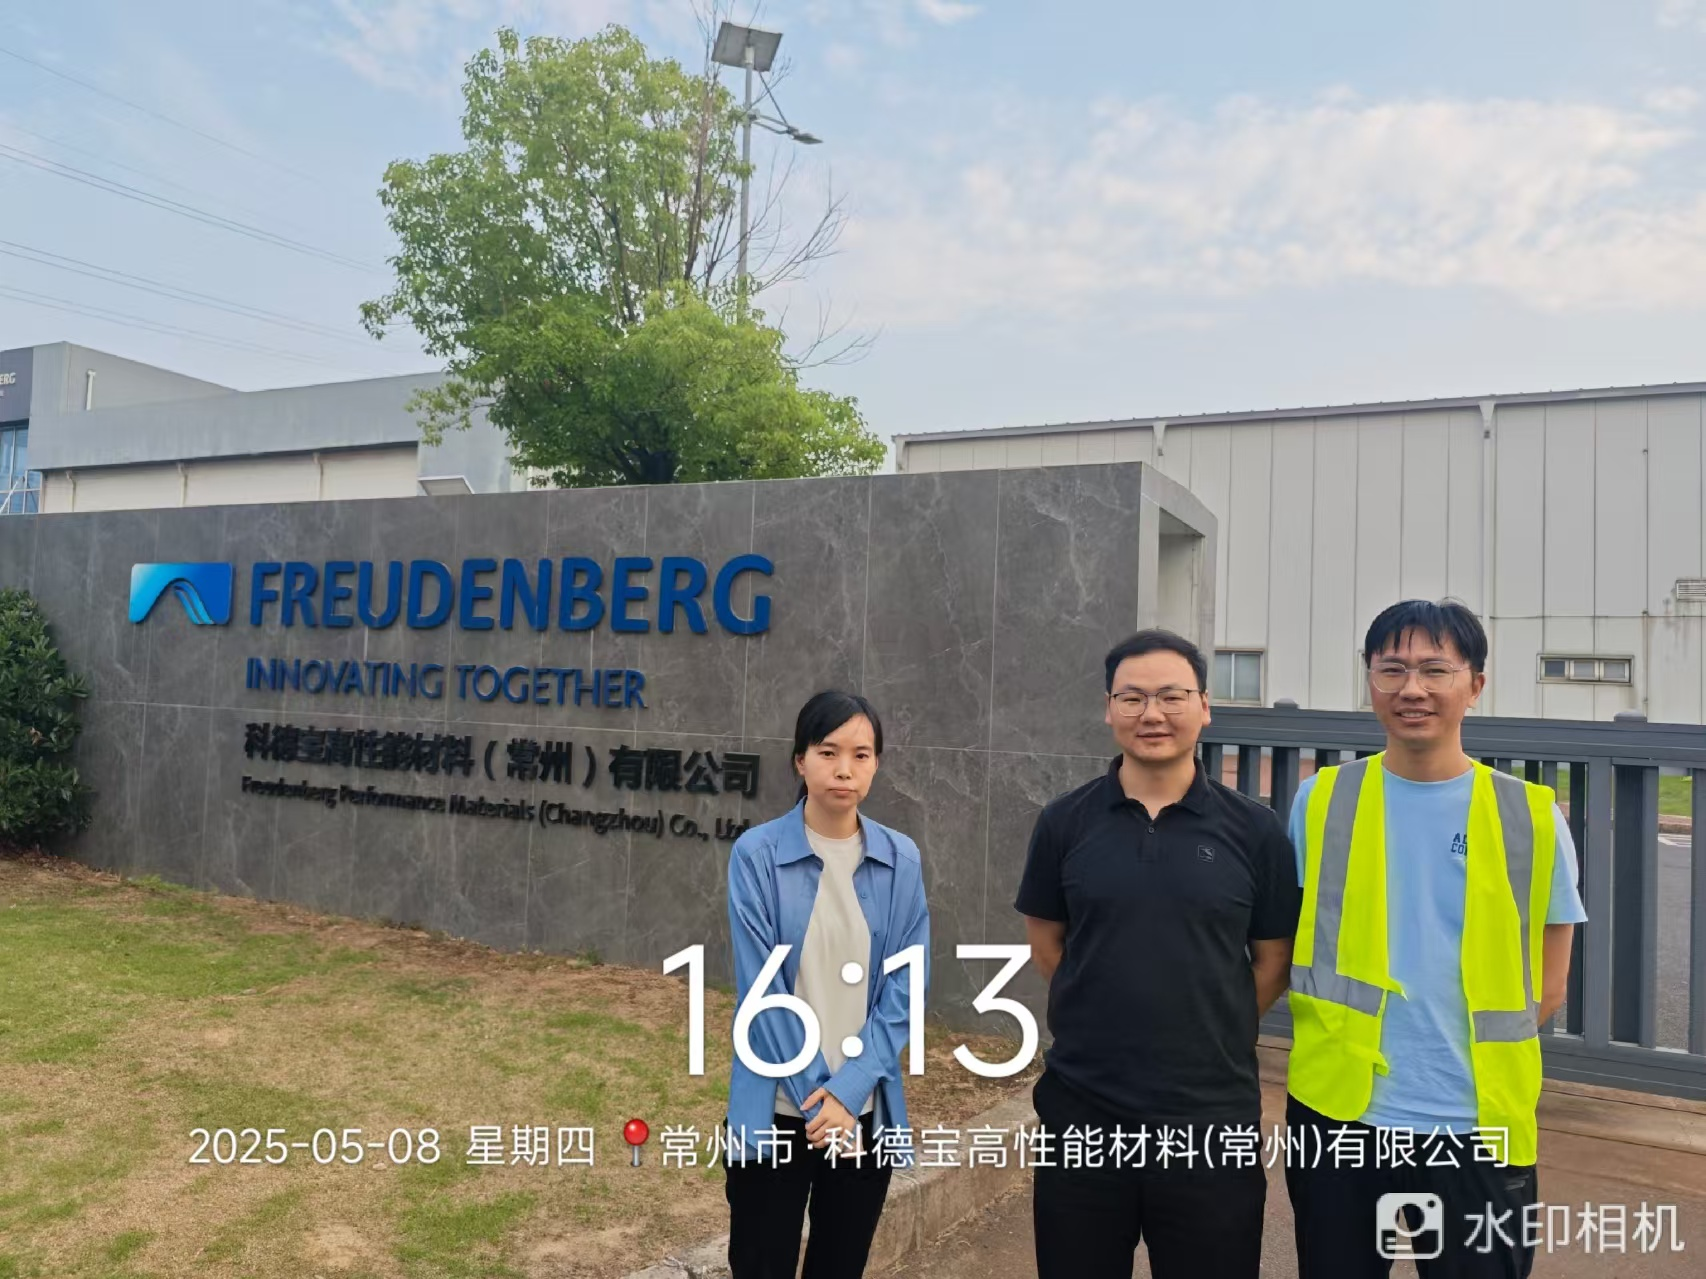 ERG
FREUDENBERG
INNOVATING TOGETHER
科德宝高性能材料（常州）有限公司
Freudenberg Performance Materials (Changzhou) Co., Ltd.
16:13
2025-05-08 星期四 常州市·科德宝高性能材料(常州)有限公司
水印相机